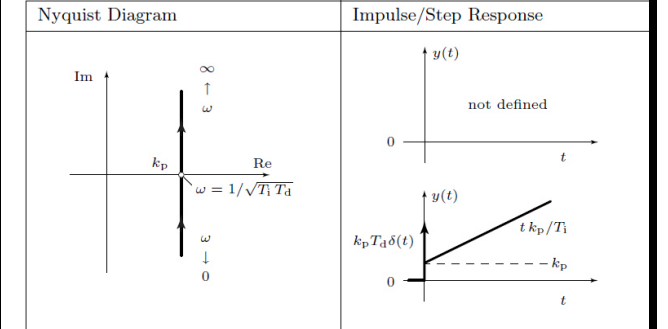 Nyquist Diagram
Impulse/Step Response
Im
∞
↑
ω
k_p
Re
ω = 1/√(T_i T_d)
ω
↓
0
y(t)
not defined
0
t
y(t)
k_p T_d δ(t)
t k_p/T_i
k_p
0
t